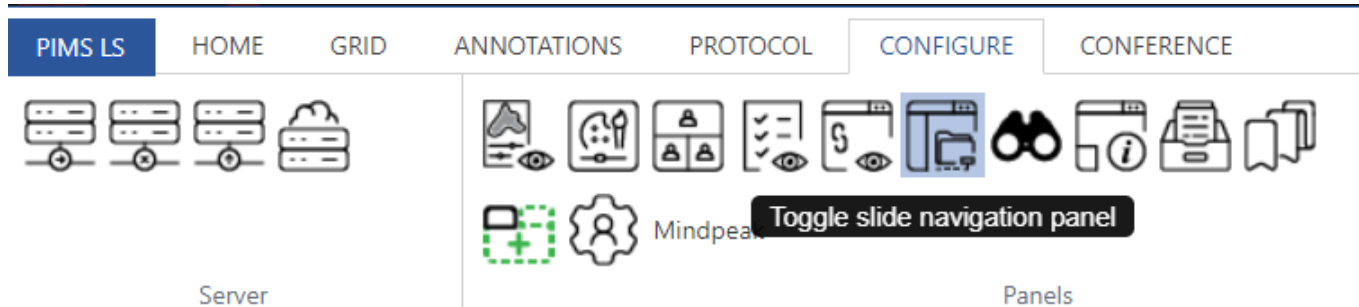 PIMS LS HOME GRID ANNOTATIONS PROTOCOL CONFIGURE CONFERENCE
Mindpeak Toggle slide navigation panel
Server Panels